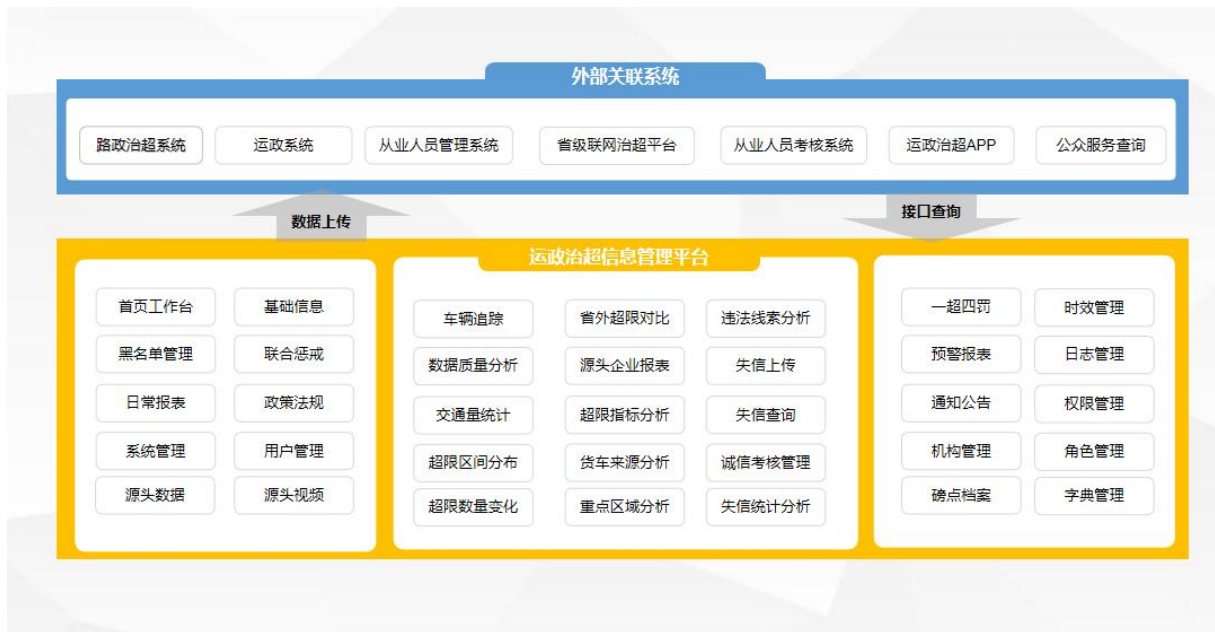 外部关联系统
路政治超系统 运政系统 从业人员管理系统 省级联网治超平台 从业人员考核系统 运政治超APP 公众服务查询
数据上传 接口查询
运政治超信息管理平台
首页工作台 基础信息
黑名单管理 联合惩戒
日常报表 政策法规
系统管理 用户管理
源头数据 源头视频
车辆追踪 省外超限对比 违法线索分析
数据质量分析 源头企业报表 失信上传
交通量统计 超限指标分析 失信查询
超限区间分布 货车来源分析 诚信考核管理
超限数量变化 重点区域分析 失信统计分析
一超四罚 时效管理
预警报表 日志管理
通知公告 权限管理
机构管理 角色管理
磅点档案 字典管理